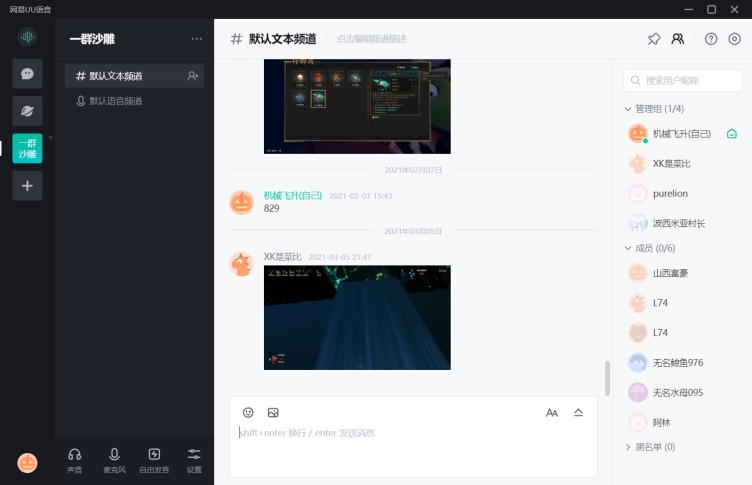 网易UU语音
一群
沙雕
一群沙雕
默认文本频道
默认语音频道
声音
麦克风
自由发言
设置
# 默认文本频道
点击编辑频道描述
2021年02月07日
机械飞升(自己) 2021-02-07 15:43
829
2021年03月05日
XK是菜比 2021-03-05 21:47
AA
shift+enter 换行 / enter 发送消息
搜索用户昵称
管理组 (1/4)
机械飞升(自己)
XK是菜比
purelion
波西米亚村长
成员 (0/6)
山西富豪
L74
L74
无名鲸鱼976
无名水母095
阿林
黑名单 (0)